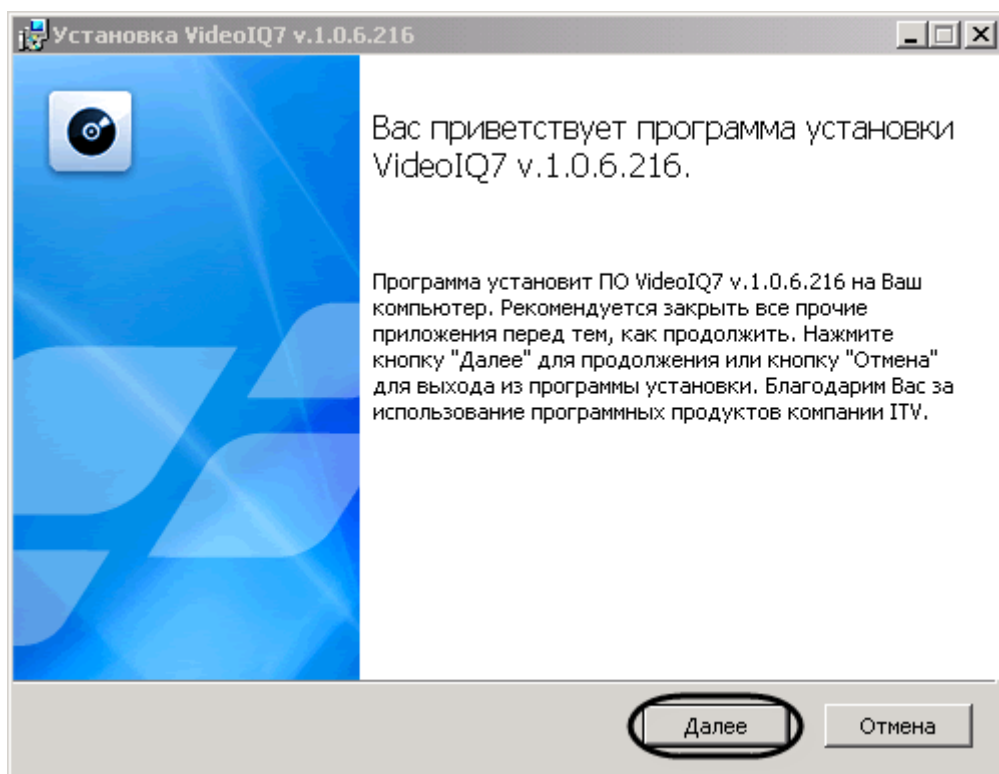 Установка VideoIQ7 v.1.0.6.216
Вас приветствует программа установки
VideoIQ7 v.1.0.6.216.
Программа установит ПО VideoIQ7 v.1.0.6.216 на Ваш
компьютер. Рекомендуется закрыть все прочие
приложения перед тем, как продолжить. Нажмите
кнопку "Далее" для продолжения или кнопку "Отмена"
для выхода из программы установки. Благодарим Вас за
использование программных продуктов компании ITV.
Далее
Отмена